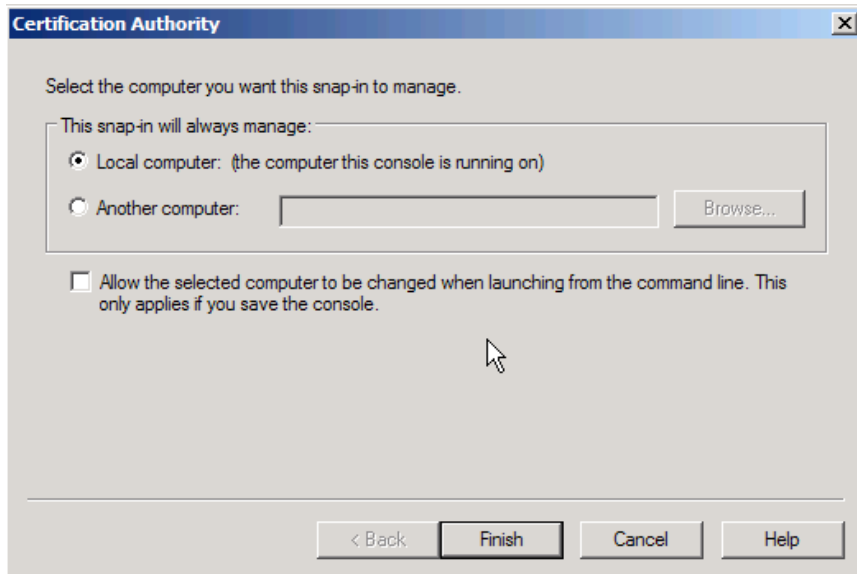 Certification Authority
Select the computer you want this snap-in to manage.
This snap-in will always manage:
Local computer: (the computer this console is running on)
Another computer:
Browse...
Allow the selected computer to be changed when launching from the command line. This
only applies if you save the console.
< Back
Finish
Cancel
Help